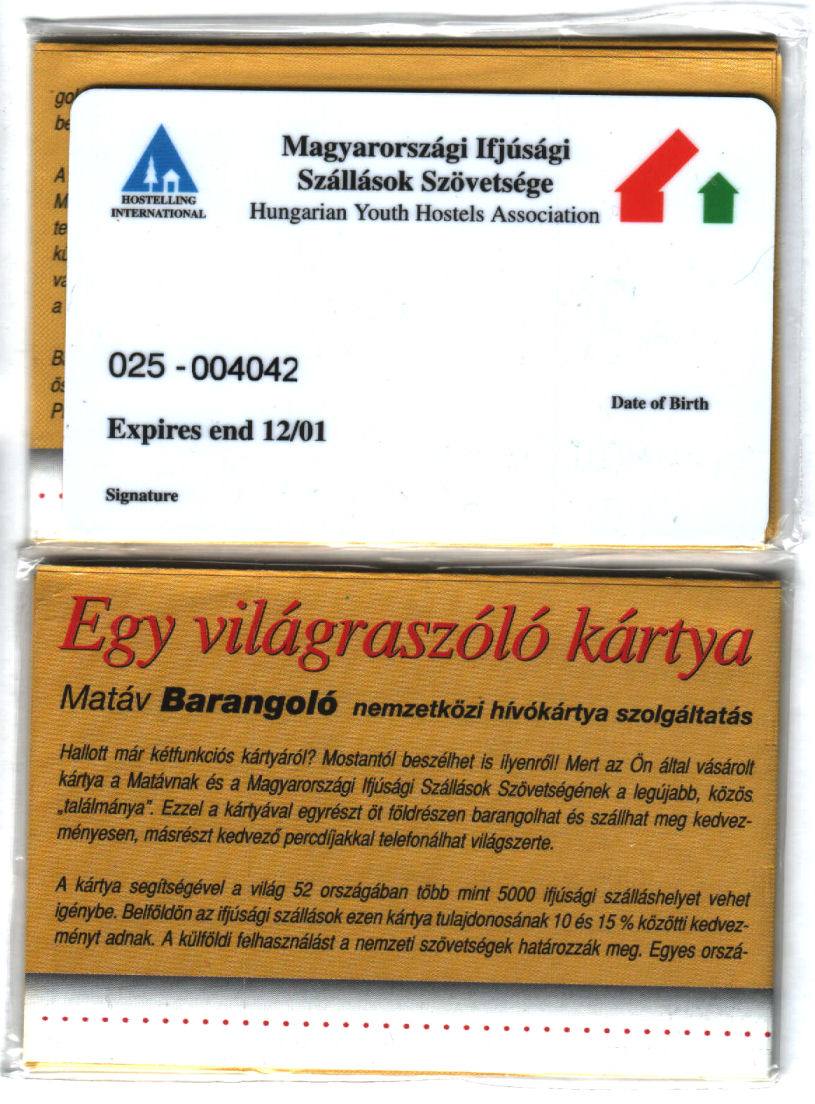 HOSTELLING
INTERNATIONAL
Magyarországi Ifjúsági
Szállások Szövetsége
Hungarian Youth Hostels Association
025 - 004042
Date of Birth
Expires end 12/01
Signature
Egy világraszóló kártya
Matáv Barangoló nemzetközi hívókártya szolgáltatás
Hallott már kétfunkciós kártyáról? Mostantól beszélhet is ilyenről! Mert az Ön által vásárolt
kártya a Matávnak és a Magyarországi Ifjúsági Szállások Szövetségének a legújabb, közös
„találmánya”. Ezzel a kártyával egyrészt öt földrészen barangolhat és szállhat meg kedvez-
ményesen, másrészt kedvező percdíjakkal telefonálhat világszerte.
A kártya segítségével a világ 52 országában több mint 5000 ifjúsági szálláshelyet vehet
igénybe. Belföldön az ifjúsági szállások ezen kártya tulajdonosának 10 és 15 % közötti kedvez-
ményt adnak. A külföldi felhasználást a nemzeti szövetségek határozzák meg. Egyes orszá-